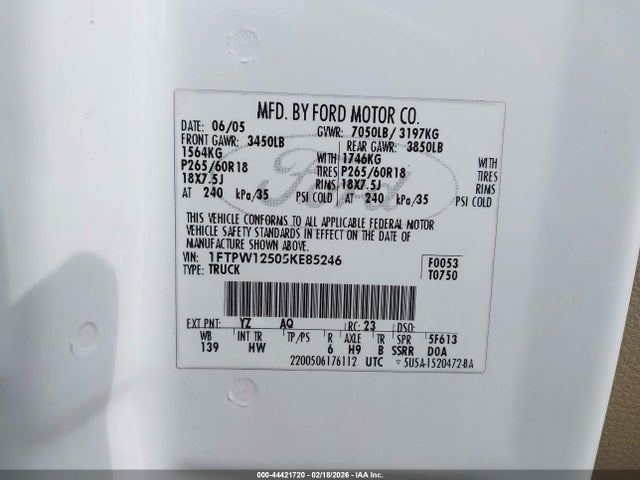 MFD. BY FORD MOTOR CO.
DATE: 06/05 GVWR: 7050LB/ 3197KG
FRONT GAWR: 3450LB REAR GAWR: 3850LB
1564KG WITH 1746KG WITH
P265/60R18 TIRES P265/60R18 TIRES
18X7.5J RIMS 18X7.5J RIMS
AT 240 kPa/35 PSI COLD AT 240 kPa/35 PSI COLD
THIS VEHICLE CONFORMS TO ALL APPLICABLE FEDERAL MOTOR
VEHICLE SAFETY STANDARDS IN EFFECT ON THE DATE OF
MANUFACTURE SHOWN ABOVE.
VIN: 1FTPW12505KE85246 F0053
TYPE: TRUCK T0750
EXT PNT: YZ AQ RC: 23 DSO:
WB INT TR TP/PS R AXLE TR SPR 5F613
139 HW 6 H9 B SSRR DOA
2200506176112 UTC 5U5A-1520472-BA
Ford
000-44421720 - 02/18/2026 - IAA Inc.